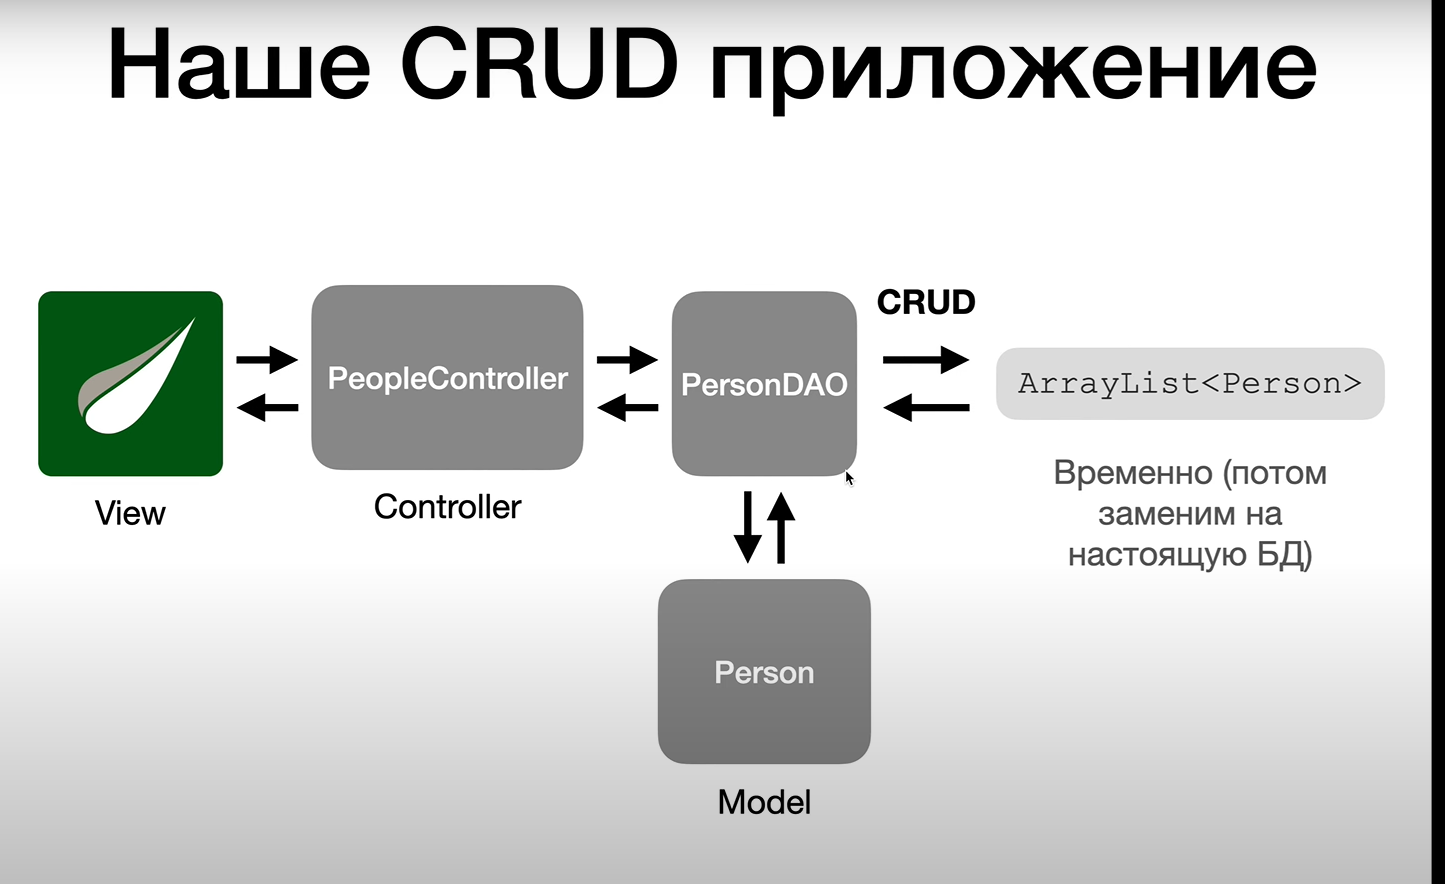 Наше CRUD приложение
CRUD
PeopleController
PersonDAO
ArrayList<Person>
View
Controller
Временно (потом
заменим на
настоящую БД)
Person
Model